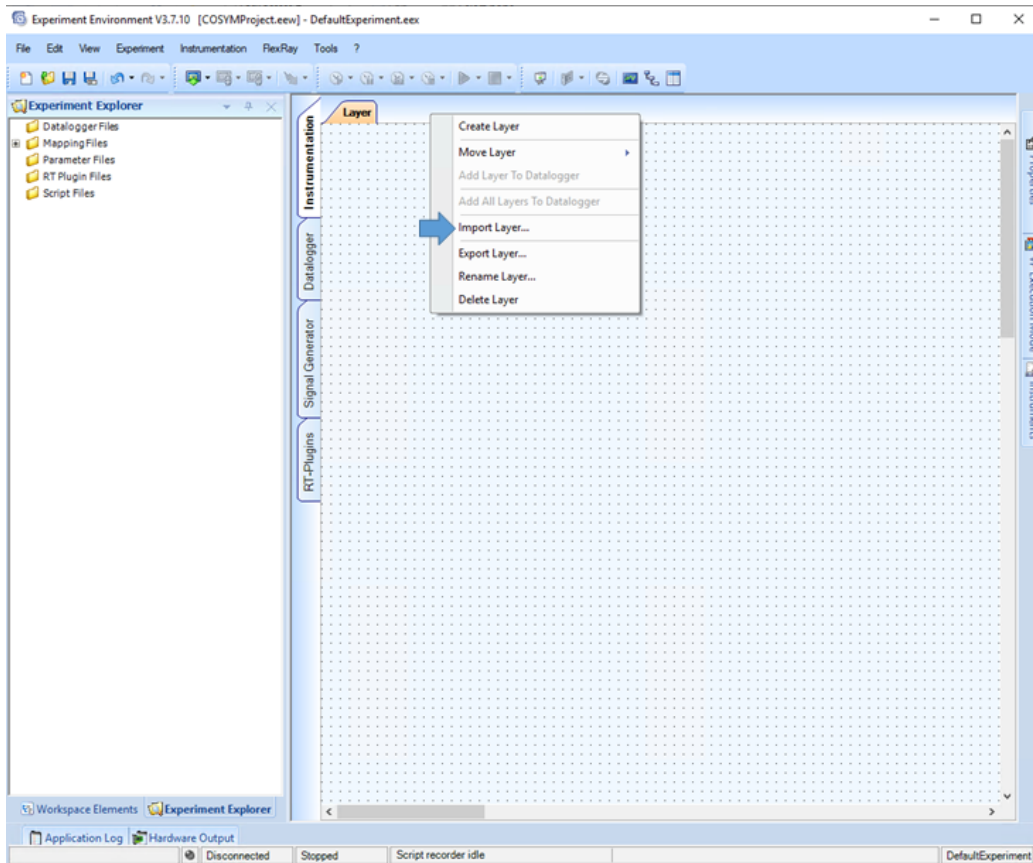 Experiment Environment V3.7.10 [COSYMProject.eew] - DefaultExperiment.eex
File Edit View Experiment Instrumentation FlexRay Tools ?
Experiment Explorer
Datalogger Files
Mapping Files
Parameter Files
RT Plugin Files
Script Files
Instrumentation
Datalogger
Signal Generator
RT-Plugins
Layer
Create Layer
Move Layer
Add Layer To Datalogger
Add All Layers To Datalogger
Import Layer...
Export Layer...
Rename Layer...
Delete Layer
Workspace Elements Experiment Explorer
Application Log Hardware Output
Disconnected Stopped Script recorder idle DefaultExperiment